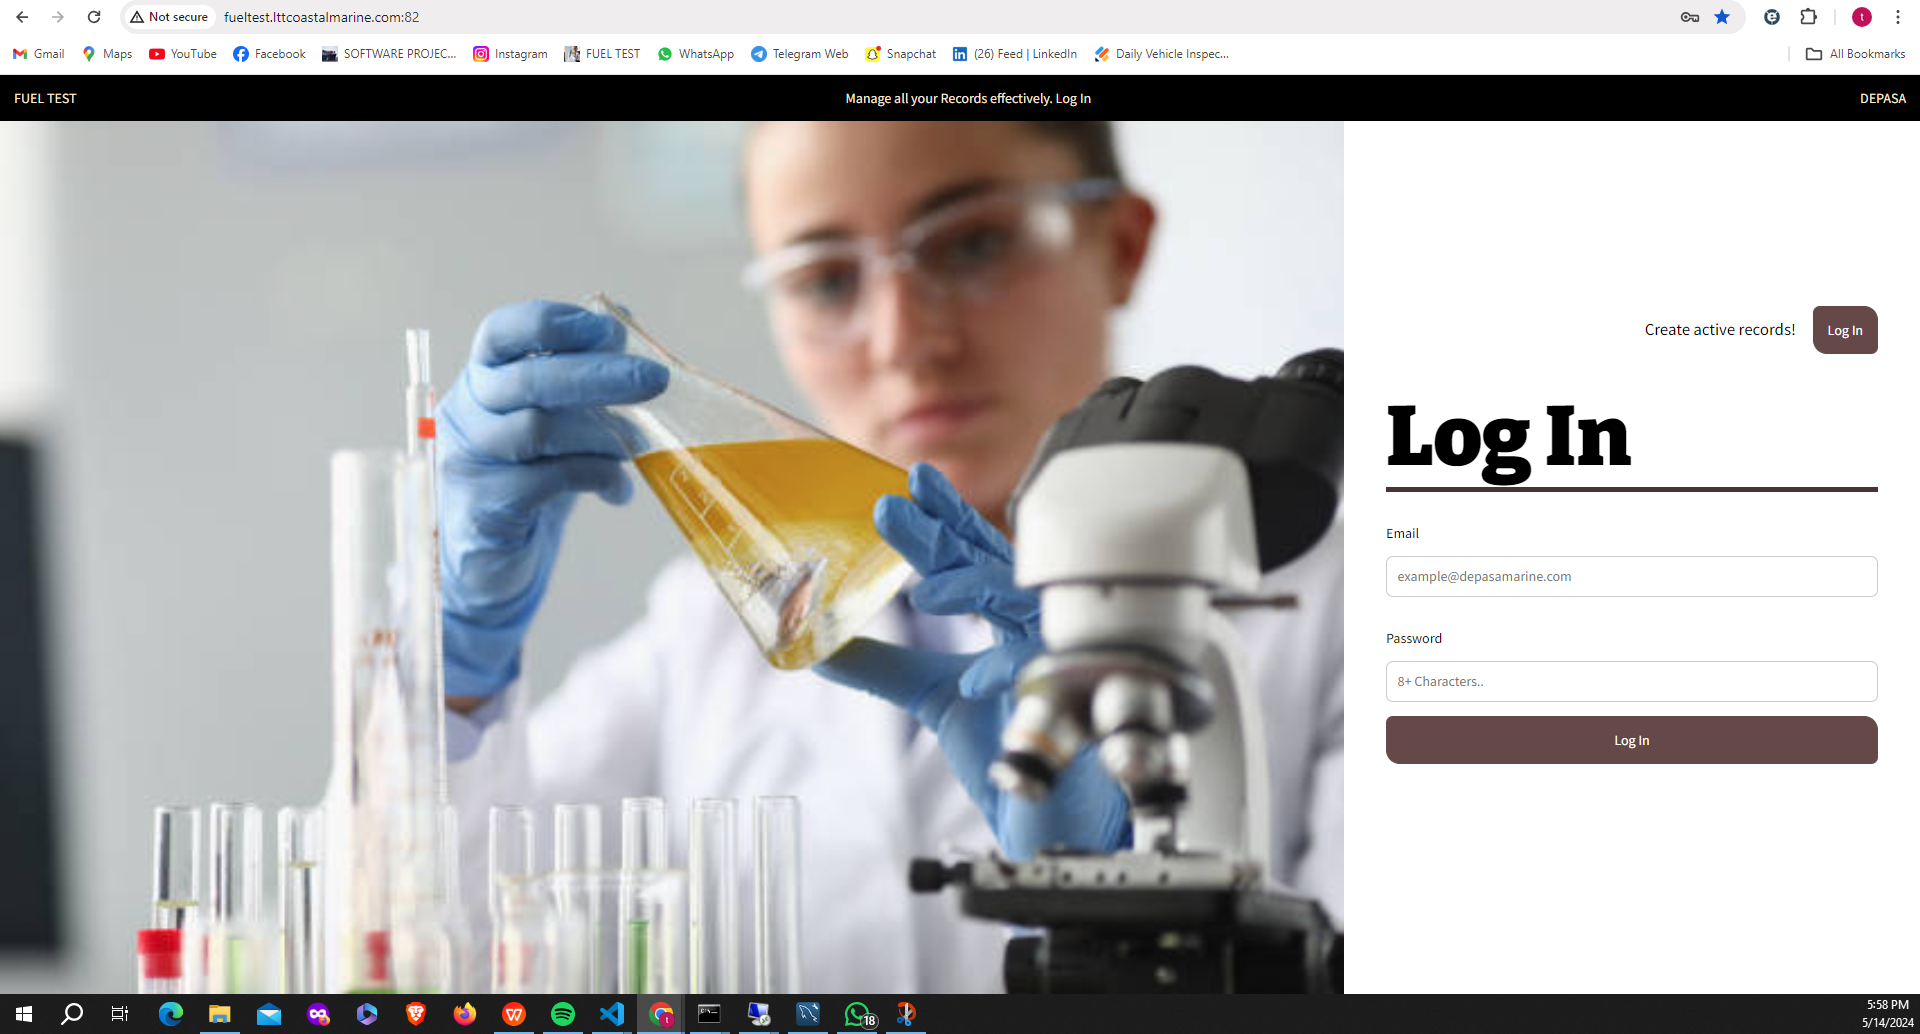 Not secure
fueltest.lttcoastalmarine.com:82
t
Gmail
Maps
YouTube
Facebook
SOFTWARE PROJEC...
Instagram
FUEL TEST
WhatsApp
Telegram Web
Snapchat
(26) Feed | LinkedIn
Daily Vehicle Inspec...
All Bookmarks
FUEL TEST
Manage all your Records effectively. Log In
DEPASA
Create active records!
Log In
Log In
Email
example@depasamarine.com
Password
8+ Characters..
Log In
18
5:58 PM
5/14/2024